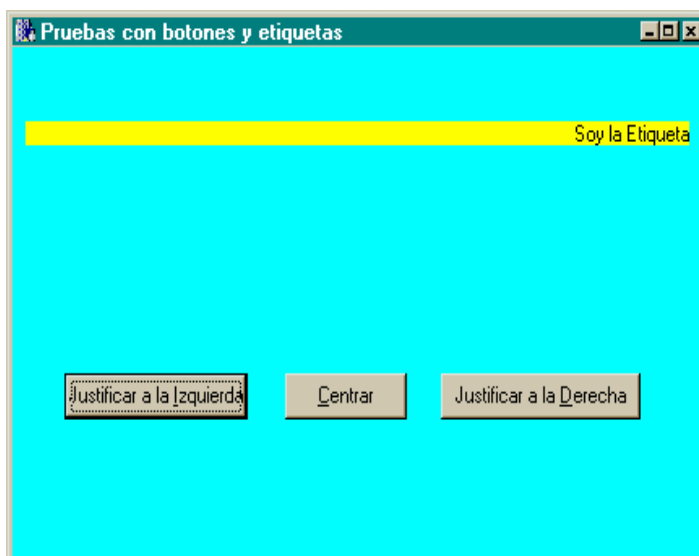 Pruebas con botones y etiquetas
Soy la Etiqueta
Justificar a la Izquierda
Centrar
Justificar a la Derecha